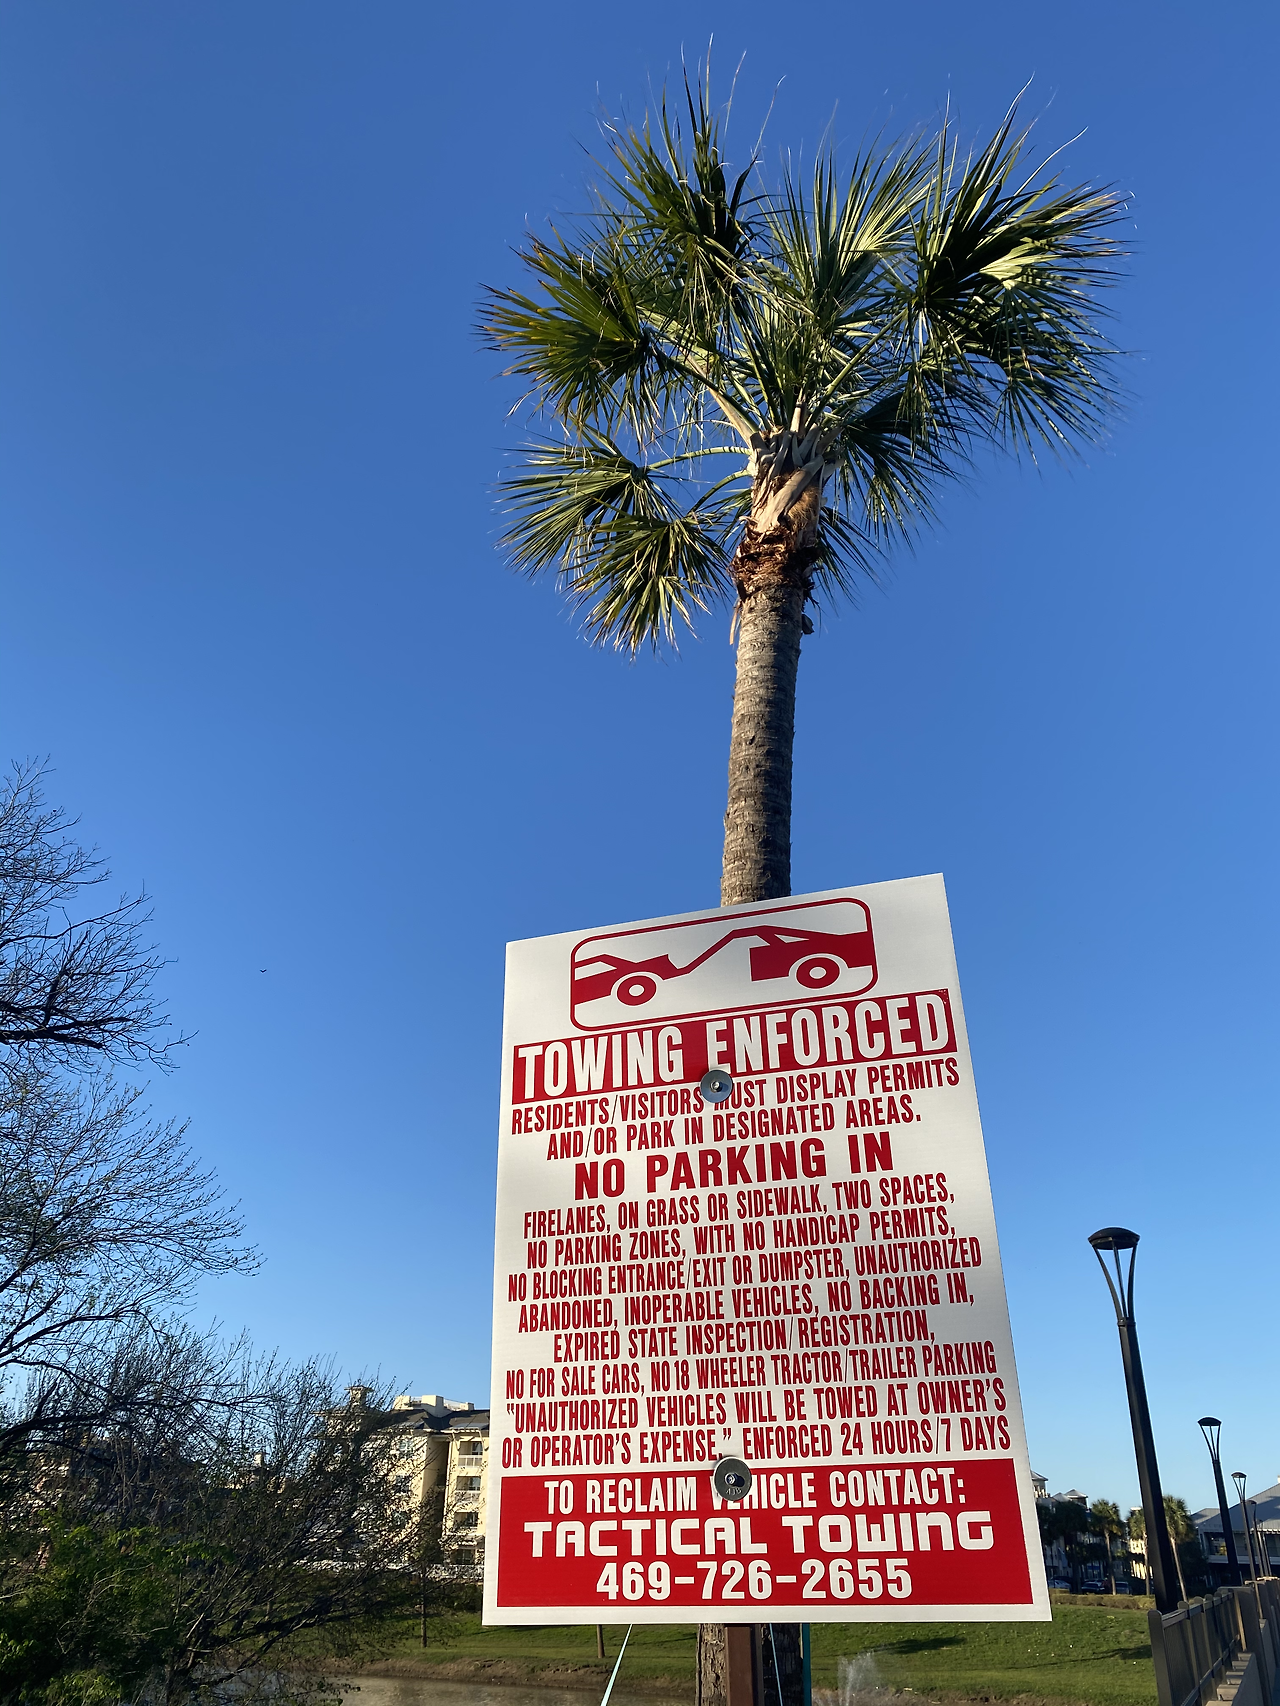 TOWING ENFORCED
RESIDENTS/VISITORS MUST DISPLAY PERMITS
AND/OR PARK IN DESIGNATED AREAS.
NO PARKING IN
FIRELANES, ON GRASS OR SIDEWALK, TWO SPACES,
NO PARKING ZONES, WITH NO HANDICAP PERMITS,
NO BLOCKING ENTRANCE/EXIT OR DUMPSTER, UNAUTHORIZED
ABANDONED, INOPERABLE VEHICLES, NO BACKING IN,
EXPIRED STATE INSPECTION/REGISTRATION,
NO FOR SALE CARS, NO 18 WHEELER TRACTOR/TRAILER PARKING
"UNAUTHORIZED VEHICLES WILL BE TOWED AT OWNER'S
OR OPERATOR'S EXPENSE." ENFORCED 24 HOURS/7 DAYS
TO RECLAIM VEHICLE CONTACT:
TACTICAL TOWING
469-726-2655